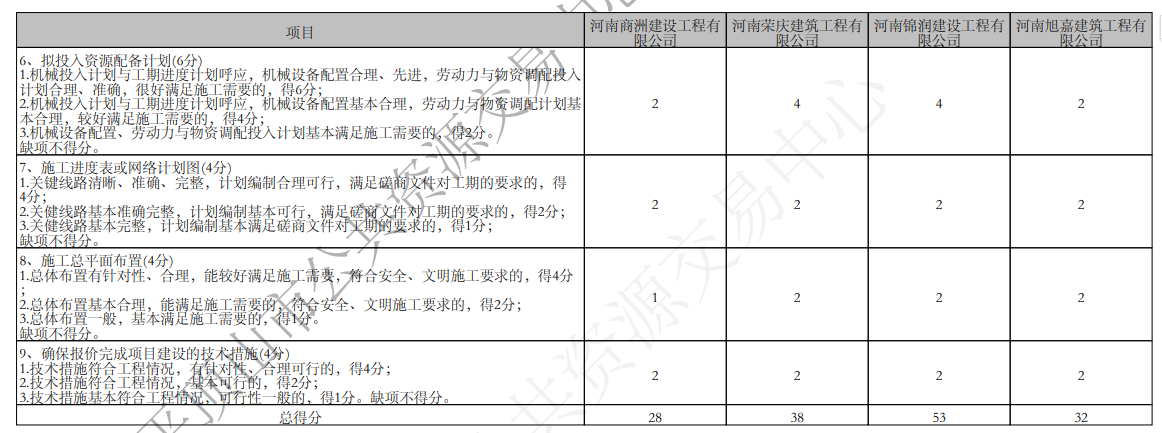 项目
河南商洲建设工程有
限公司
河南荣庆建筑工程有
限公司
河南锦润建设工程有
限公司
河南旭嘉建筑工程有
限公司
6、拟投入资源配备计划(6分)
1.机械投入计划与工期进度计划呼应，机械设备配置合理、先进，劳动力与物资调配投入
计划合理、准确，很好满足施工需要的，得6分；
2.机械投入计划与工期进度计划呼应，机械设备配置基本合理，劳动力与物资调配计划基
本合理，较好满足施工需要的，得4分；
3.机械设备配置、劳动力与物资调配投入计划基本满足施工需要的，得2分。
缺项不得分。
2
4
4
2
7、施工进度表或网络计划图(4分)
1.关键线路清晰、准确、完整，计划编制合理可行，满足磋商文件对工期的要求的，得
4分；
2.关健线路基本准确完整，计划编制基本可行，满足磋商文件对工期的要求的，得2分；
3.关健线路基本完整，计划编制基本满足磋商文件对工期的要求的，得1分；
缺项不得分。
2
2
2
2
8、施工总平面布置(4分)
1.总体布置有针对性、合理，能较好满足施工需要，符合安全、文明施工要求的，得4分
；
2.总体布置基本合理，能满足施工需要的，符合安全、文明施工要求的，得2分；
3.总体布置一般，基本满足施工需要的，得1分。
缺项不得分。
1
2
2
2
9、确保报价完成项目建设的技术措施(4分)
1.技术措施符合工程情况，有针对性、合理可行的，得4分；
2.技术措施符合工程情况，基本可行的，得2分；
3.技术措施基本符合工程情况，可行性一般的，得1分。缺项不得分。
2
2
2
2
总得分
28
38
53
32
平顶山市公共资源交易中心
共资源交易中心